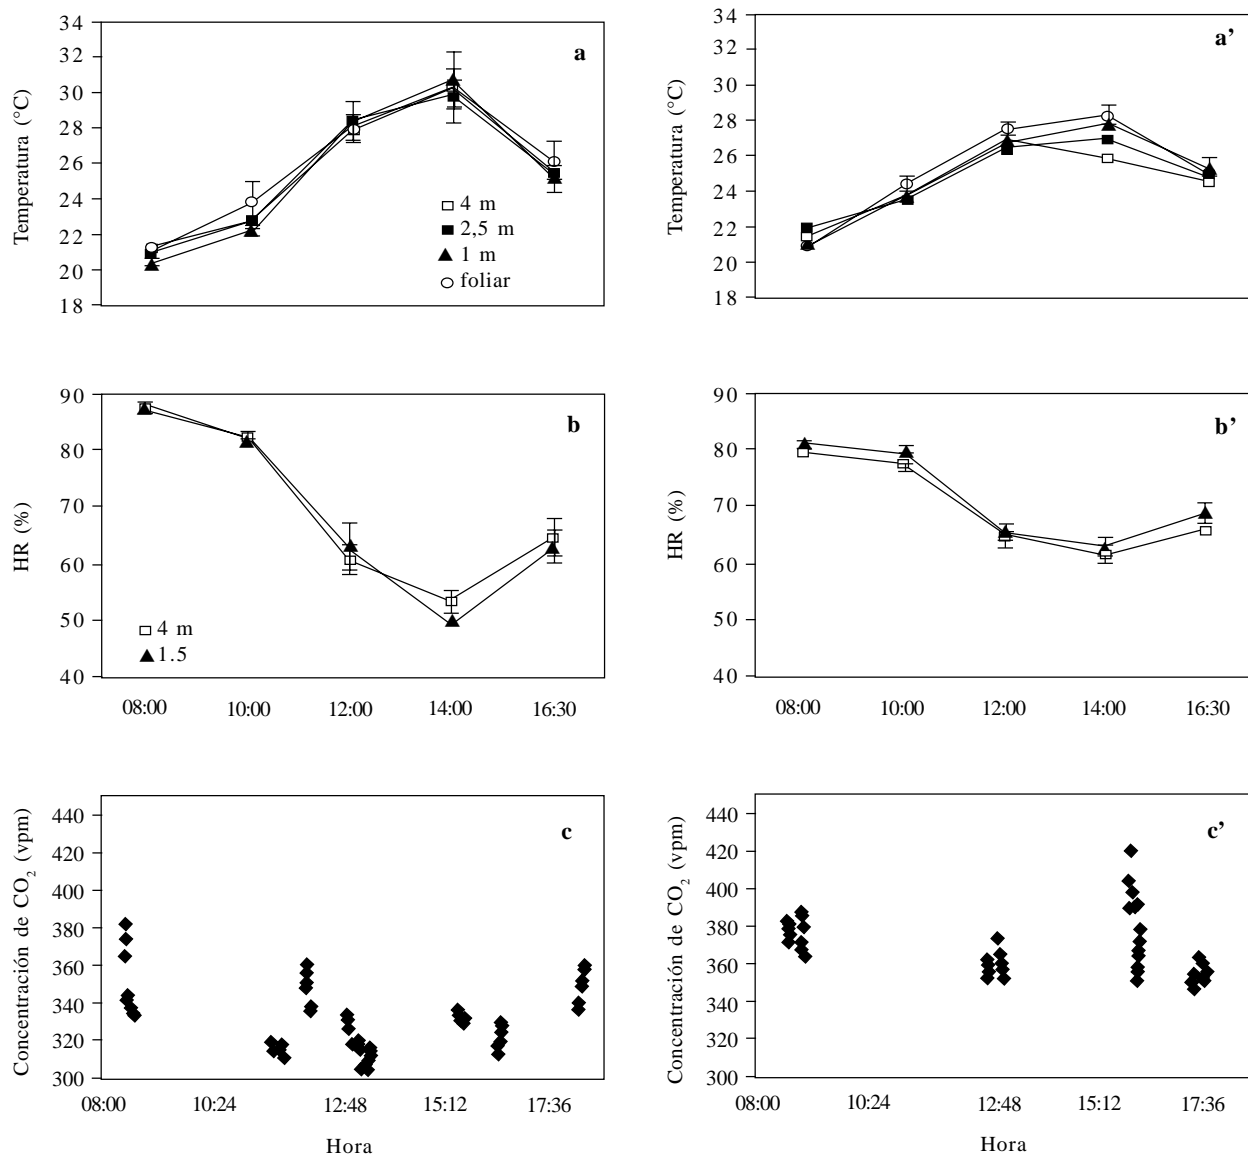 34
32
30
28
26
24
22
20
18
Temperatura (°C)
a
4 m
2,5 m
1 m
foliar
34
32
30
28
26
24
22
20
18
Temperatura (°C)
a’
90
80
70
60
50
40
HR (%)
b
4 m
1.5
08:00 10:00 12:00 14:00 16:30
90
80
70
60
50
40
HR (%)
b’
08:00 10:00 12:00 14:00 16:30
440
420
400
380
360
340
320
300
Concentración de CO₂ (vpm)
c
08:00 10:24 12:48 15:12 17:36
Hora
440
420
400
380
360
340
320
300
Concentración de CO₂ (vpm)
c’
08:00 10:24 12:48 15:12 17:36
Hora